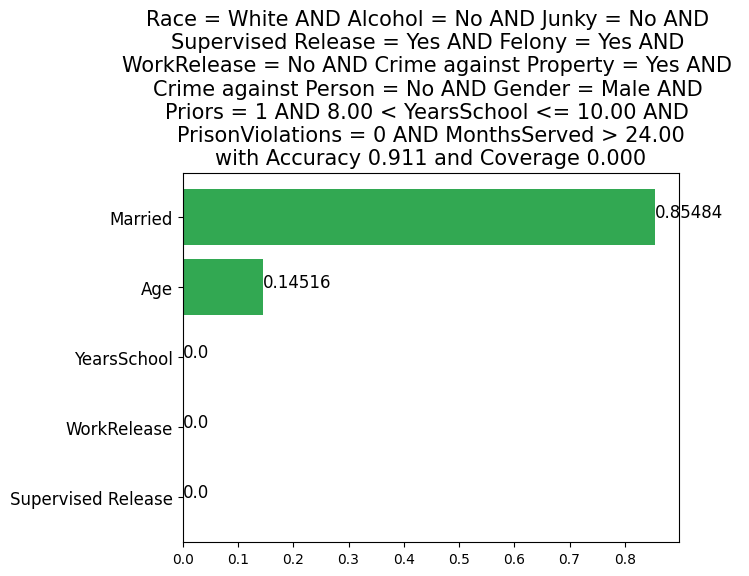 Race = White AND Alcohol = No AND Junky = No AND
Supervised Release = Yes AND Felony = Yes AND
WorkRelease = No AND Crime against Property = Yes AND
Crime against Person = No AND Gender = Male AND
Priors = 1 AND 8.00 < YearsSchool <= 10.00 AND
PrisonViolations = 0 AND MonthsServed > 24.00
with Accuracy 0.911 and Coverage 0.000
Married 0.85484
Age 0.14516
YearsSchool 0.0
WorkRelease 0.0
Supervised Release 0.0
0.0 0.1 0.2 0.3 0.4 0.5 0.6 0.7 0.8